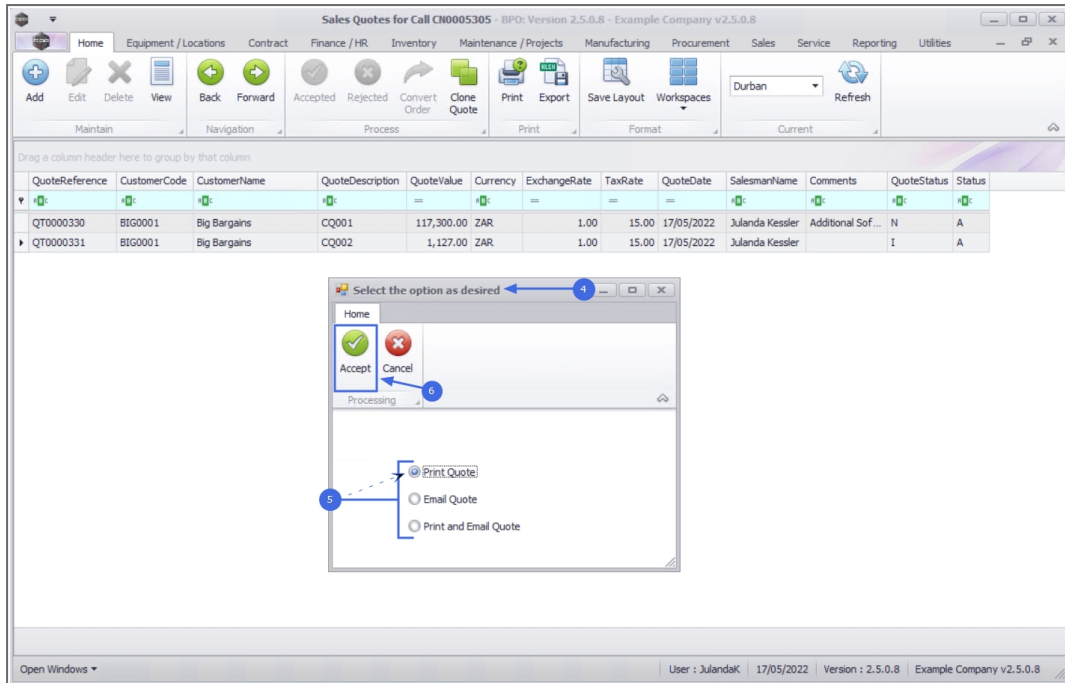 Sales Quotes for Call CN0005305 - BPO: Version 2.5.0.8 - Example Company v2.5.0.8
Home Equipment / Locations Contract Finance / HR Inventory Maintenance / Projects Manufacturing Procurement Sales Service Reporting Utilities
Add Edit Delete View Back Forward Accepted Rejected Convert Order Clone Quote Print Export Save Layout Workspaces Durban Refresh
Maintain Navigation Process Print Format Current
Drag a column header here to group by that column
QuoteReference CustomerCode CustomerName QuoteDescription QuoteValue Currency ExchangeRate TaxRate QuoteDate SalesmanName Comments QuoteStatus Status
QT0000330 BIG0001 Big Bargains CQ001 117,300.00 ZAR 1.00 15.00 17/05/2022 Julanda Kessler Additional Sof... N A
QT0000331 BIG0001 Big Bargains CQ002 1,127.00 ZAR 1.00 15.00 17/05/2022 Julanda Kessler I A
Select the option as desired 4
Home
Accept Cancel
6
Processing
Print Quote
5 Email Quote
Print and Email Quote
Open Windows User : JulandaK 17/05/2022 Version : 2.5.0.8 Example Company v2.5.0.8